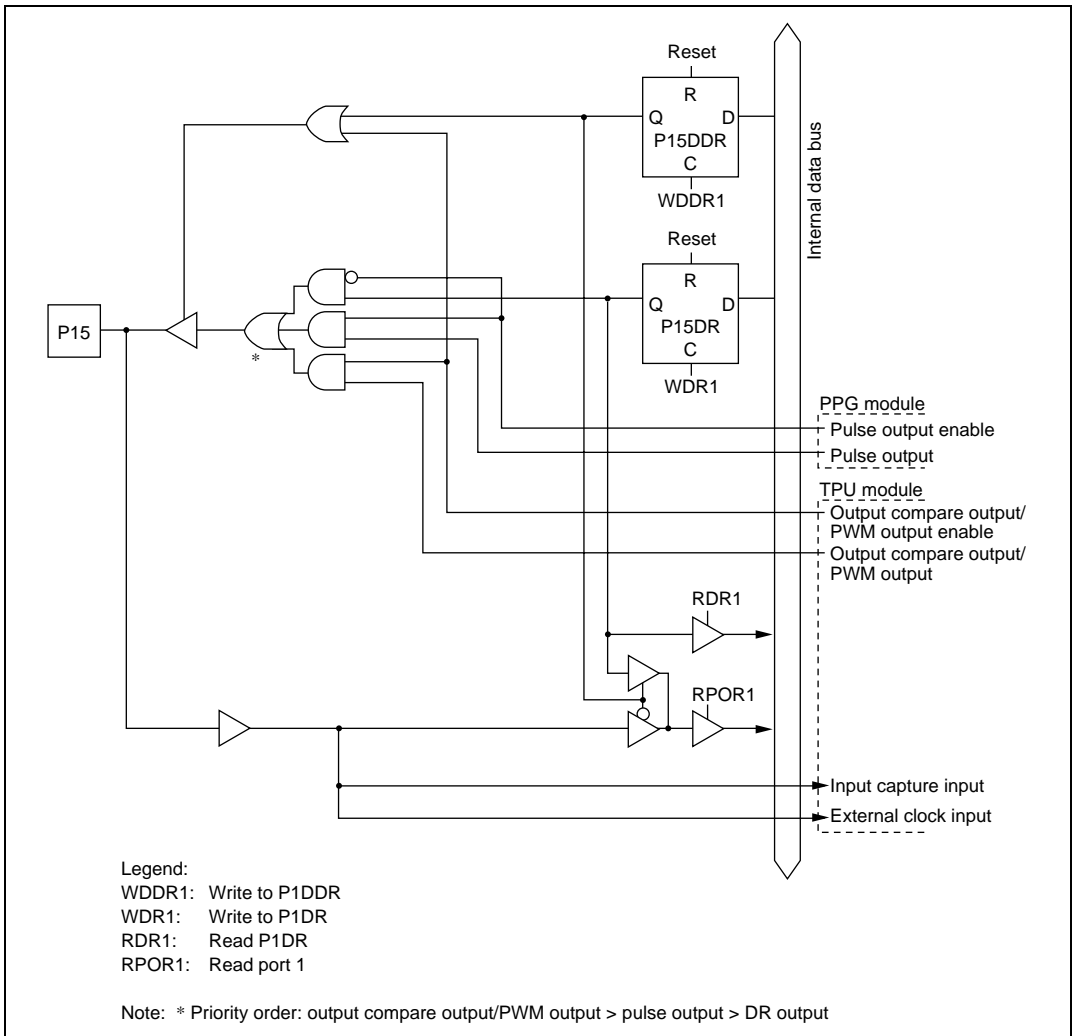 Reset
R
Q D
P15DDR
C
WDDR1
Internal data bus
Reset
R
Q D
P15DR
C
WDR1
P15
*
PPG module
Pulse output enable
Pulse output
TPU module
Output compare output/
PWM output enable
Output compare output/
PWM output
RDR1
RPOR1
Input capture input
External clock input
Legend:
WDDR1: Write to P1DDR
WDR1: Write to P1DR
RDR1: Read P1DR
RPOR1: Read port 1
Note: * Priority order: output compare output/PWM output > pulse output > DR output